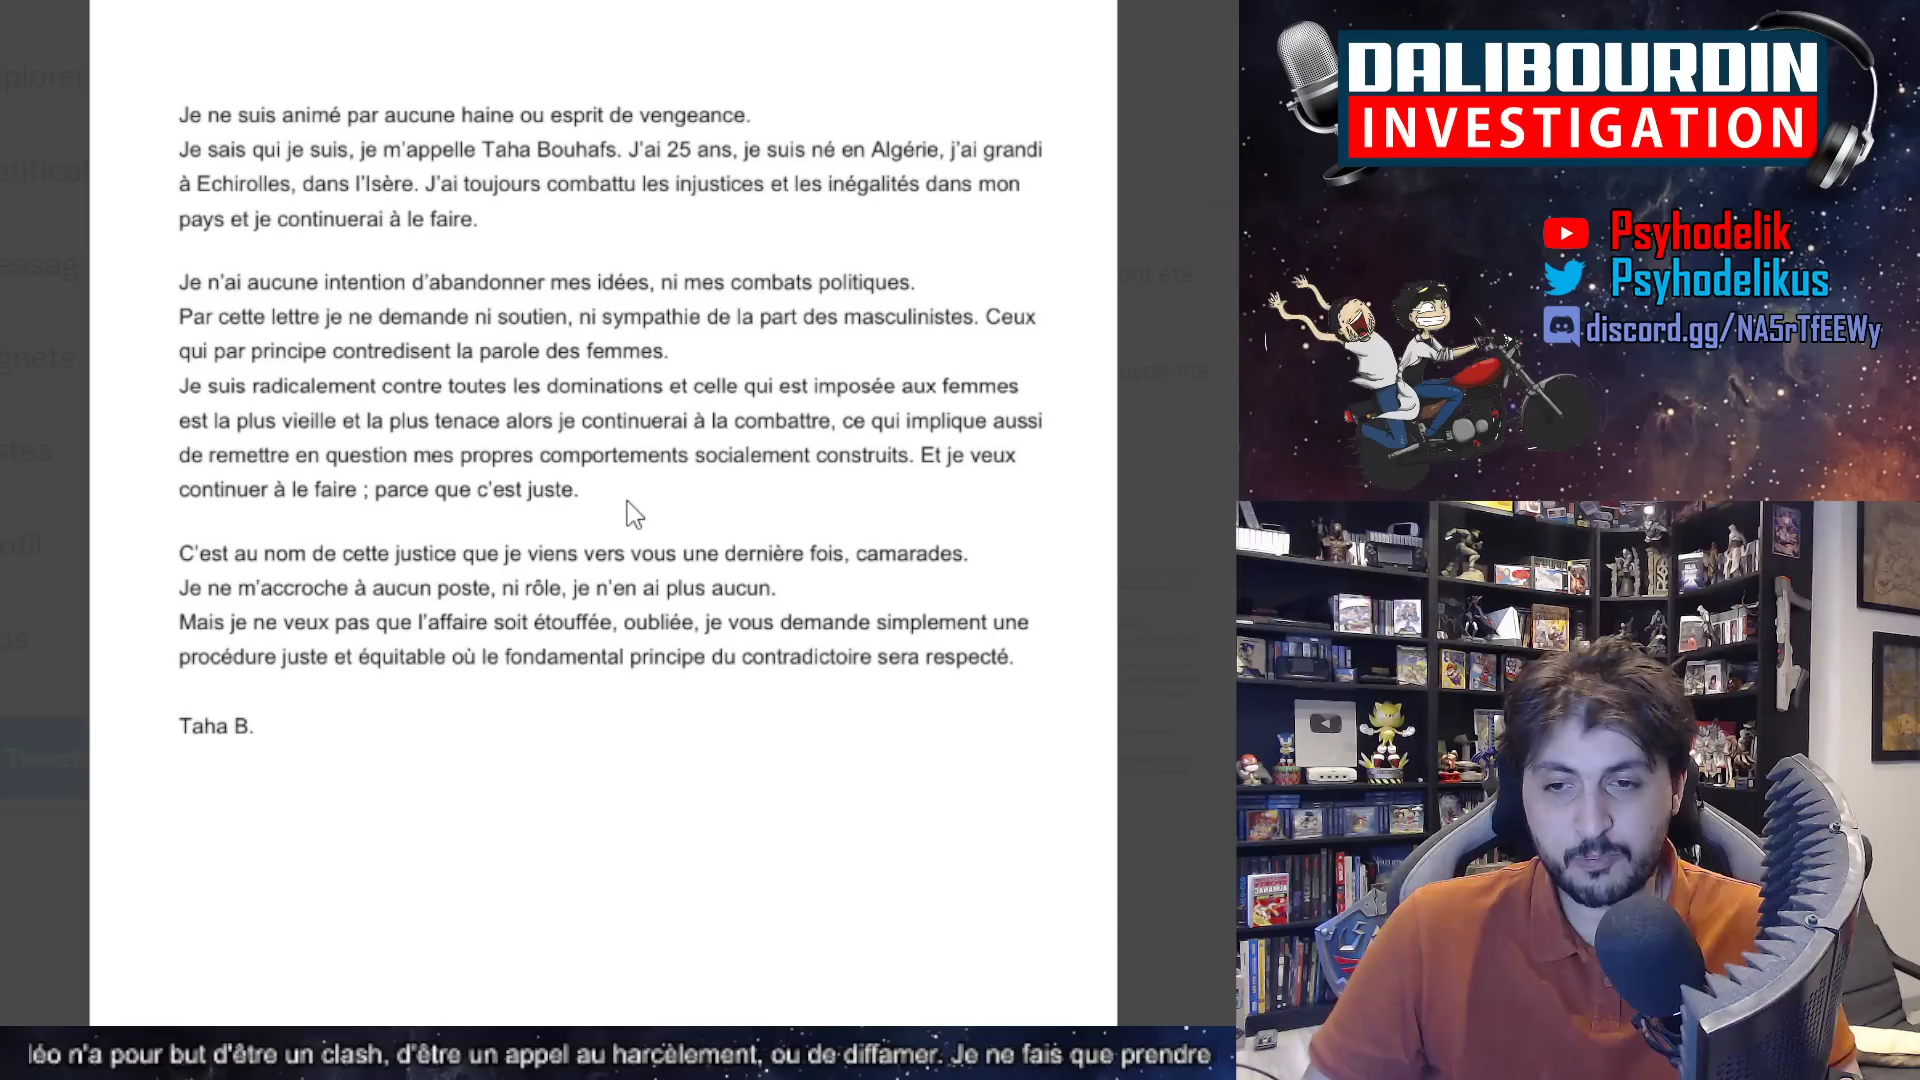 Je ne suis animé par aucune haine ou esprit de vengeance.
Je sais qui je suis, je m'appelle Taha Bouhafs. J'ai 25 ans, je suis né en Algérie, j'ai grandi
à Echirolles, dans l'Isère. J'ai toujours combattu les injustices et les inégalités dans mon
pays et je continuerai à le faire.
Je n'ai aucune intention d'abandonner mes idées, ni mes combats politiques.
Par cette lettre je ne demande ni soutien, ni sympathie de la part des masculinistes. Ceux
qui par principe contredisent la parole des femmes.
Je suis radicalement contre toutes les dominations et celle qui est imposée aux femmes
est la plus vieille et la plus tenace alors je continuerai à la combattre, ce qui implique aussi
de remettre en question mes propres comportements socialement construits. Et je veux
continuer à le faire ; parce que c'est juste.
C'est au nom de cette justice que je viens vers vous une dernière fois, camarades.
Je ne m'accroche à aucun poste, ni rôle, je n'en ai plus aucun.
Mais je ne veux pas que l'affaire soit étouffée, oubliée, je vous demande simplement une
procédure juste et équitable où le fondamental principe du contradictoire sera respecté.
Taha B.
Tweet
DALIBOURDIN
INVESTIGATION
Psyhodelik
Psyhodelikus
discord.gg/NA5rTfEEWy
déo n'a pour but d'être un clash, d'être un appel au harcèlement, ou de diffamer. Je ne fais que prendre